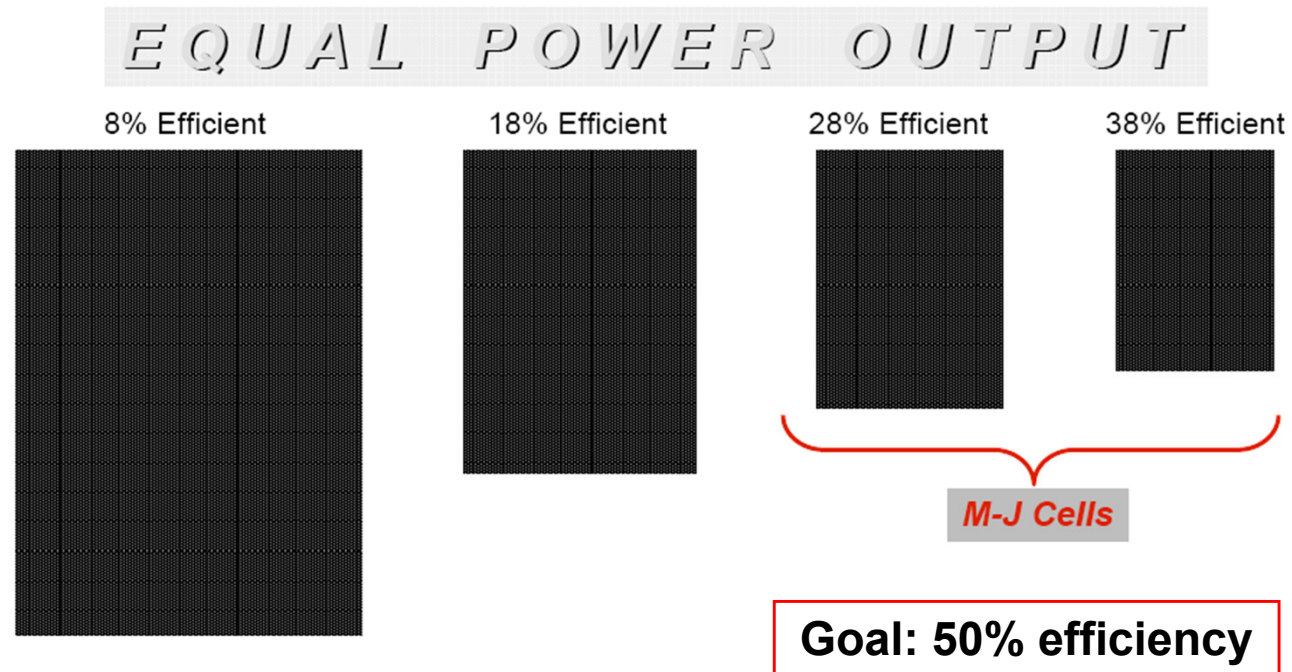 EQUAL POWER OUTPUT
8% Efficient 18% Efficient 28% Efficient 38% Efficient
M-J Cells
Goal: 50% efficiency